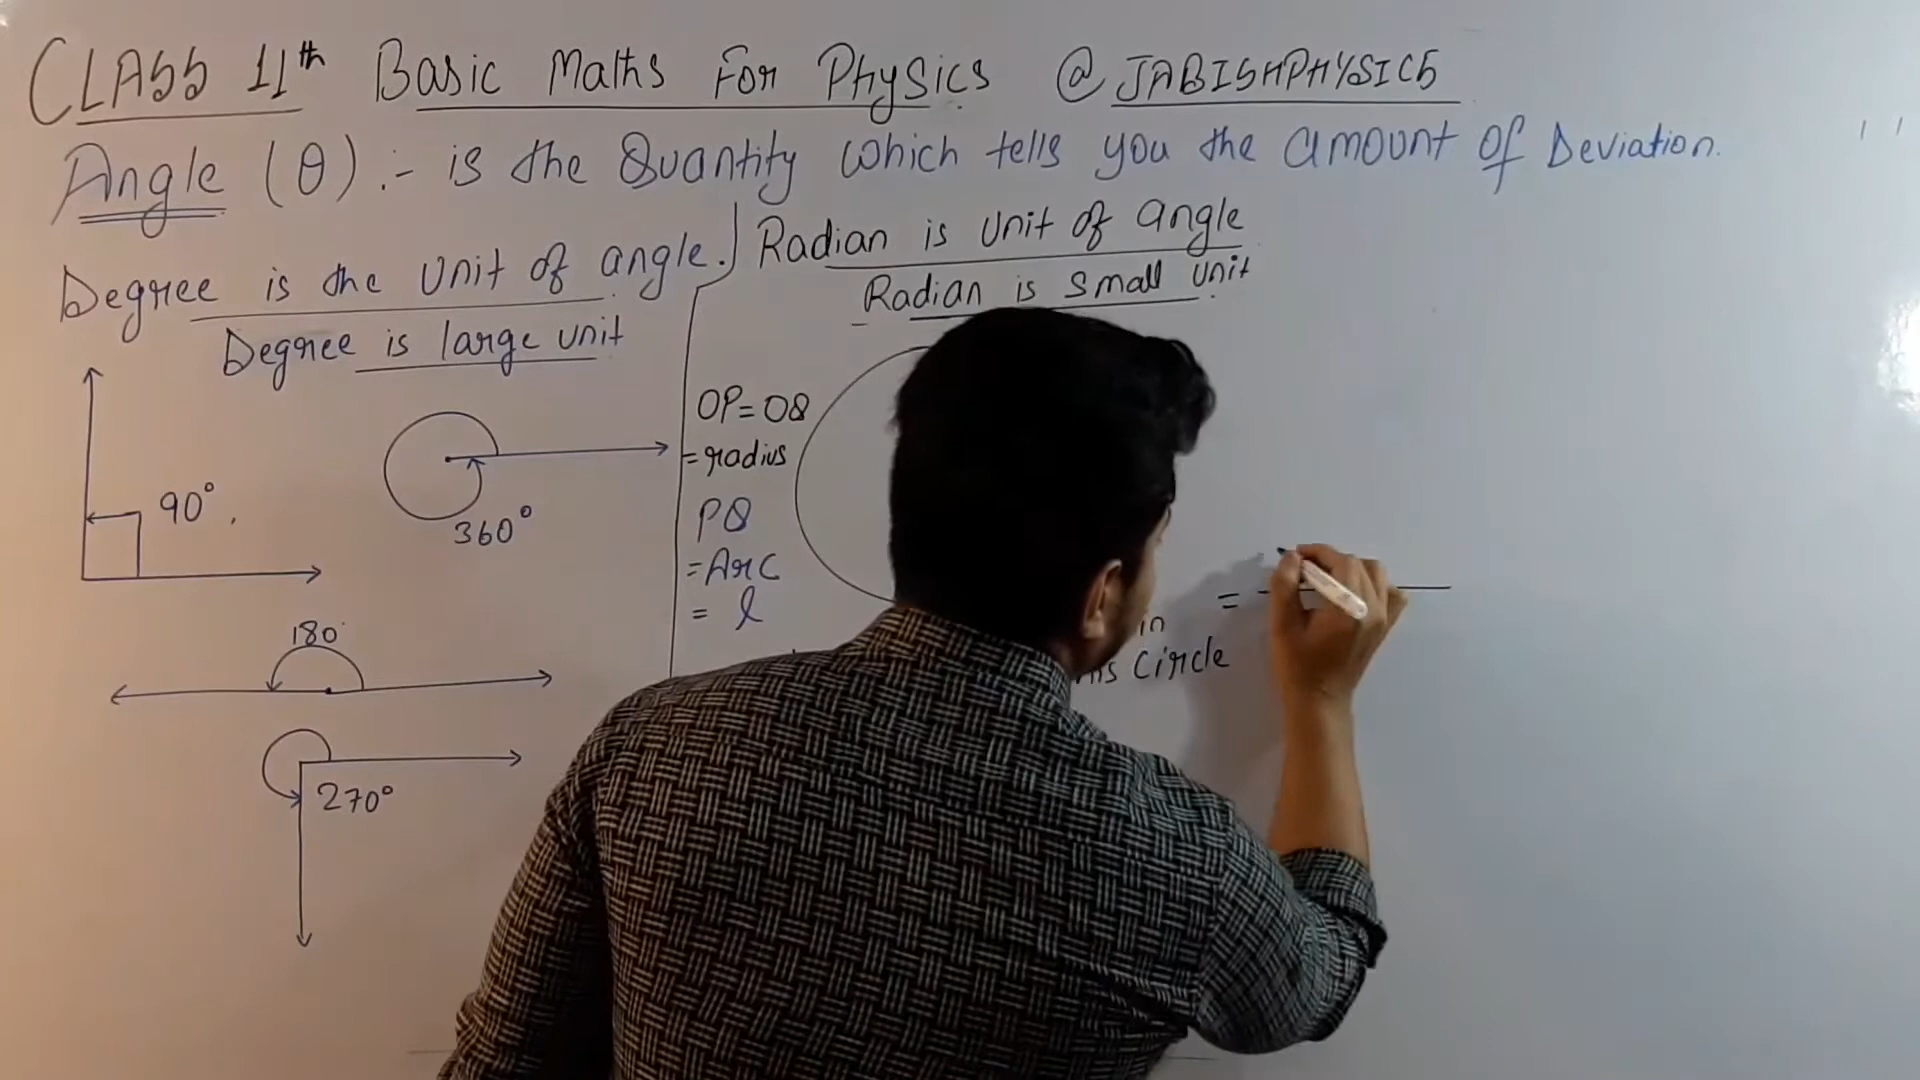 CLASS 11th Basic Maths For Physics @JABISHPHYSICS
Angle (θ) :- is the Quantity which tells you the amount of Deviation.
Degree is the unit of angle.
Degree is large unit
90°
360°
180
270°
Radian is unit of angle
Radian is small unit
OP=OQ
=radius
PQ
=Arc
= l
in
Circle
=